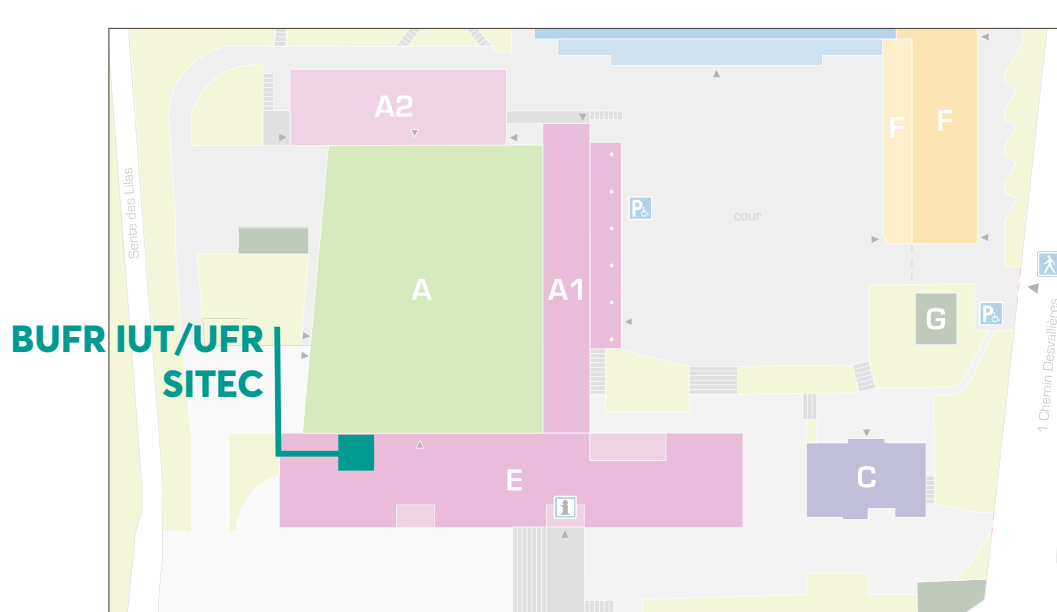 A2
F
F
Sente des Lilas
P
cour
A
A1
G
P
BUFR IUT/UFR
SITEC
1 Chemin Desvallières
E
C
i